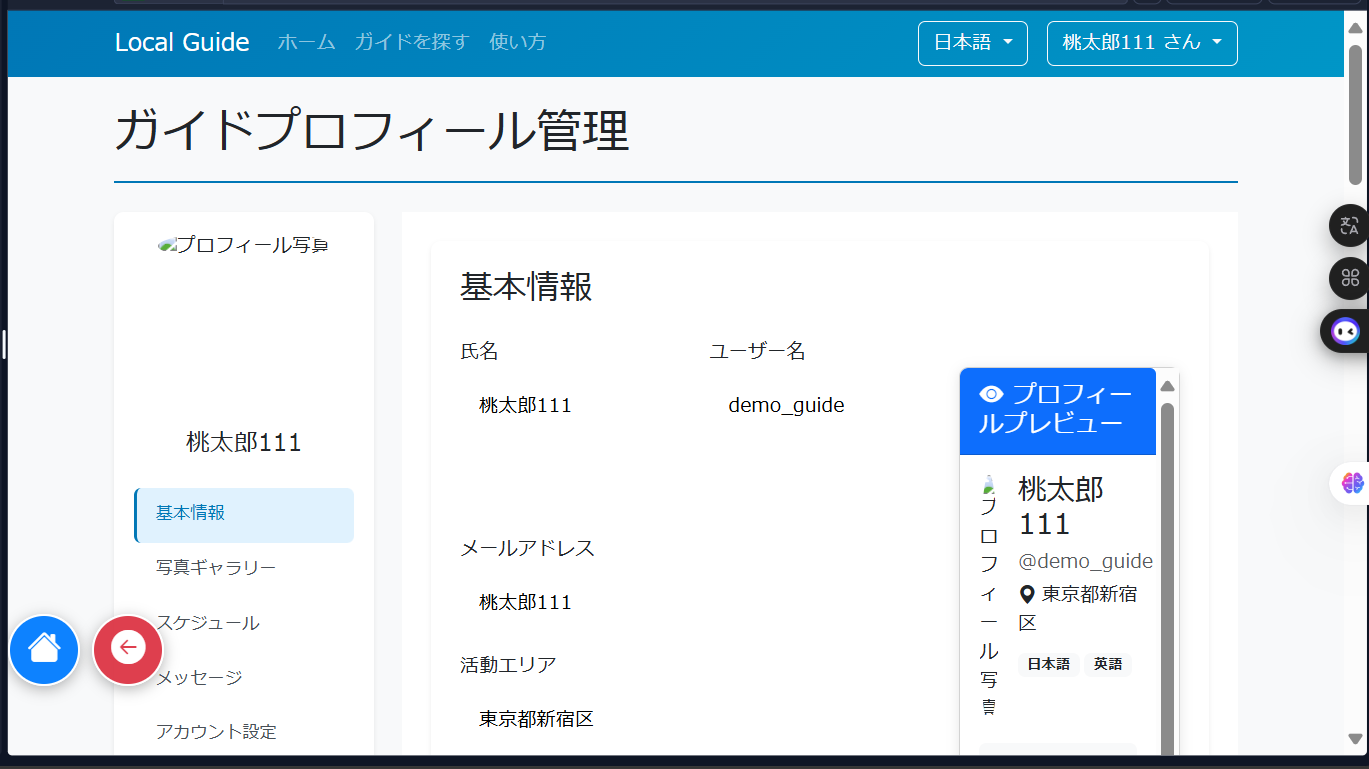 Local Guide ホーム ガイドを探す 使い方 日本語 桃太郎111 さん
ガイドプロフィール管理
プロフィール写真
桃太郎111
基本情報
写真ギャラリー
スケジュール
メッセージ
アカウント設定
基本情報
氏名
桃太郎111
ユーザー名
demo_guide
メールアドレス
桃太郎111
活動エリア
東京都新宿区
プロフィー
ルプレビュー
プロフィール写真
桃太郎
111
@demo_guide
東京都新宿
区
日本語 英語